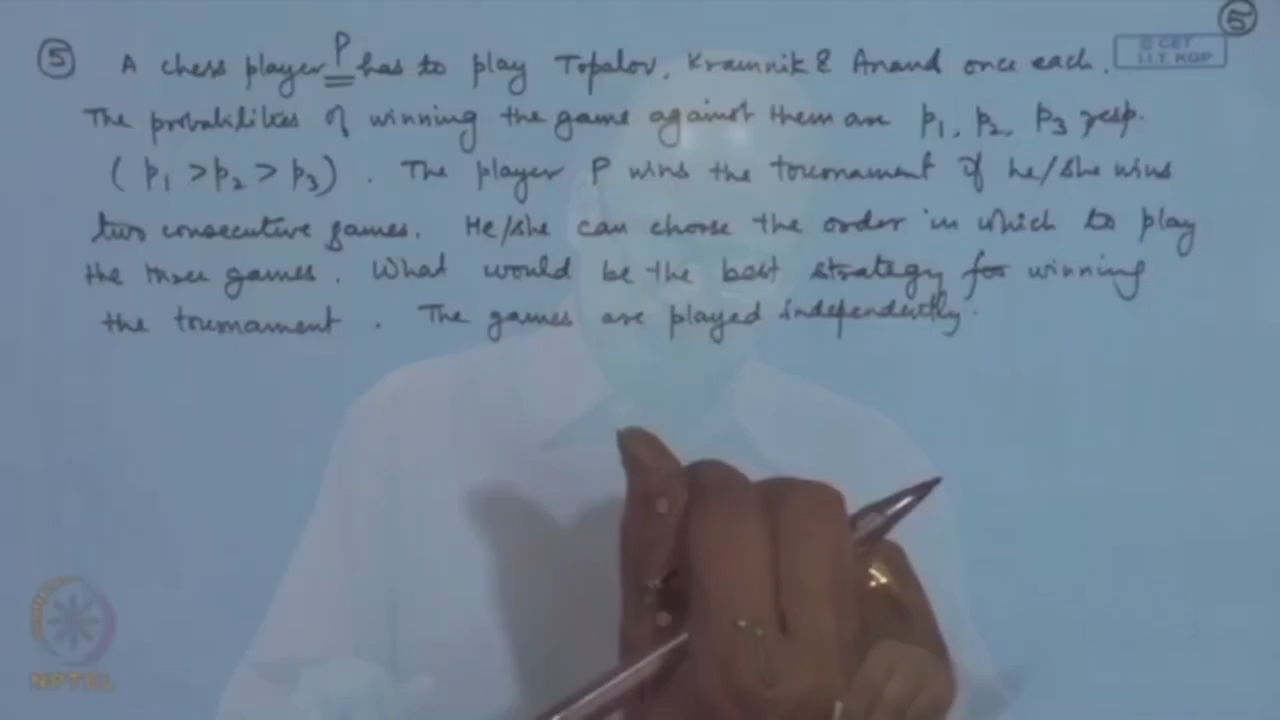 5
5 A chess player P has to play Topalov, Kramnik & Anand once each.
© CET
I.I.T. KGP
The probabilities of winning the game against them are p1, p2, p3 resp.
(p1 > p2 > p3). The player P wins the tournament if he/she wins
two consecutive games. He/she can choose the order in which to play
the three games. What would be the best strategy for winning
the tournament. The games are played independently.
NPTEL